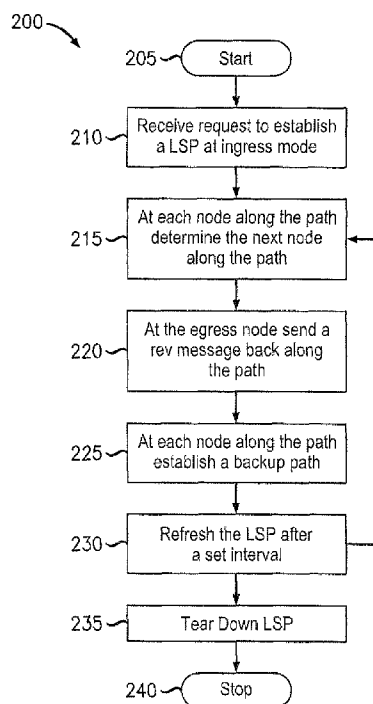 200
205
Start
210
Receive request to establish
a LSP at ingress mode
215
At each node along the path
determine the next node
along the path
220
At the egress node send a
rev message back along
the path
225
At each node along the path
establish a backup path
230
Refresh the LSP after
a set interval
235
Tear Down LSP
240
Stop